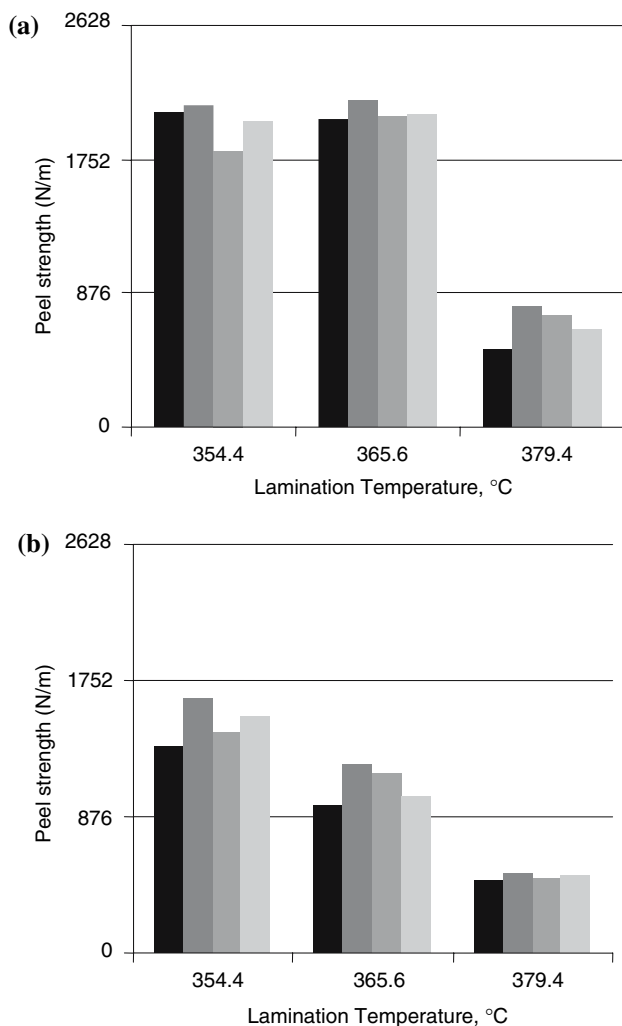 (a)
2628
1752
876
0
Peel strength (N/m)
354.4 365.6 379.4
Lamination Temperature, °C
(b)
2628
1752
876
0
Peel strength (N/m)
354.4 365.6 379.4
Lamination Temperature, °C